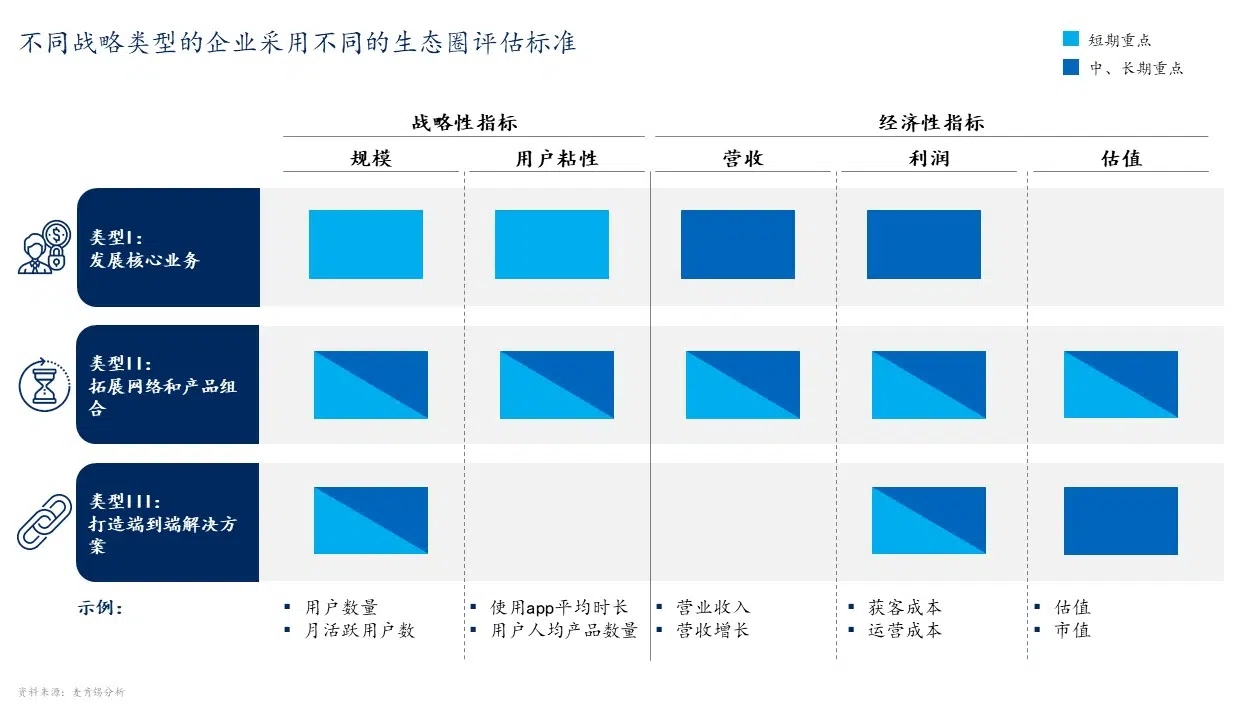 不同战略类型的企业采用不同的生态圈评估标准
短期重点
中、长期重点
战略性指标
经济性指标
规模
用户粘性
营收
利润
估值
类型I:
发展核心业务
类型II:
拓展网络和产品组
合
类型III:
打造端到端解决方
案
示例:
▪ 用户数量
▪ 月活跃用户数
▪ 使用app平均时长
▪ 用户人均产品数量
▪ 营业收入
▪ 营收增长
▪ 获客成本
▪ 运营成本
▪ 估值
▪ 市值
资料来源：麦肯锡分析
$